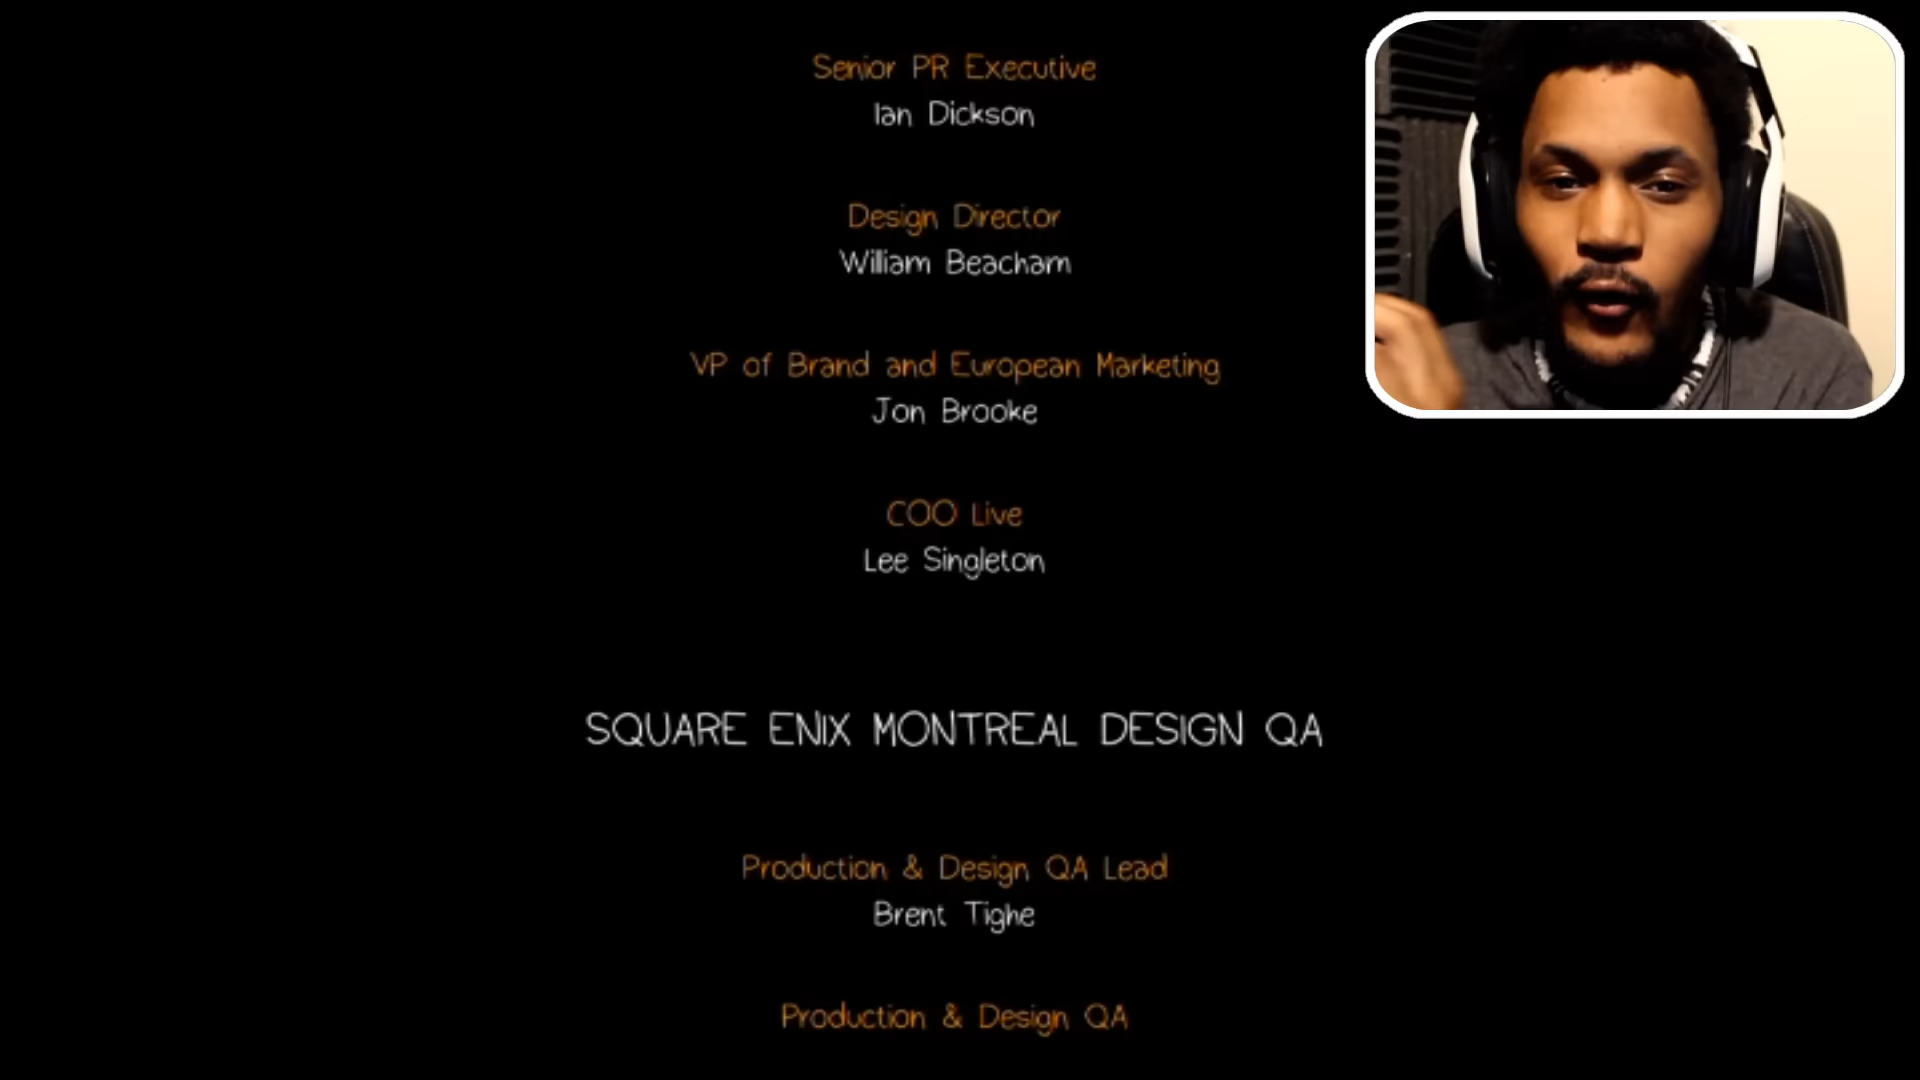 Senior PR Executive
Ian Dickson
Design Director
William Beacham
VP of Brand and European Marketing
Jon Brooke
COO Live
Lee Singleton
SQUARE ENIX MONTREAL DESIGN QA
Production & Design QA Lead
Brent Tighe
Production & Design QA